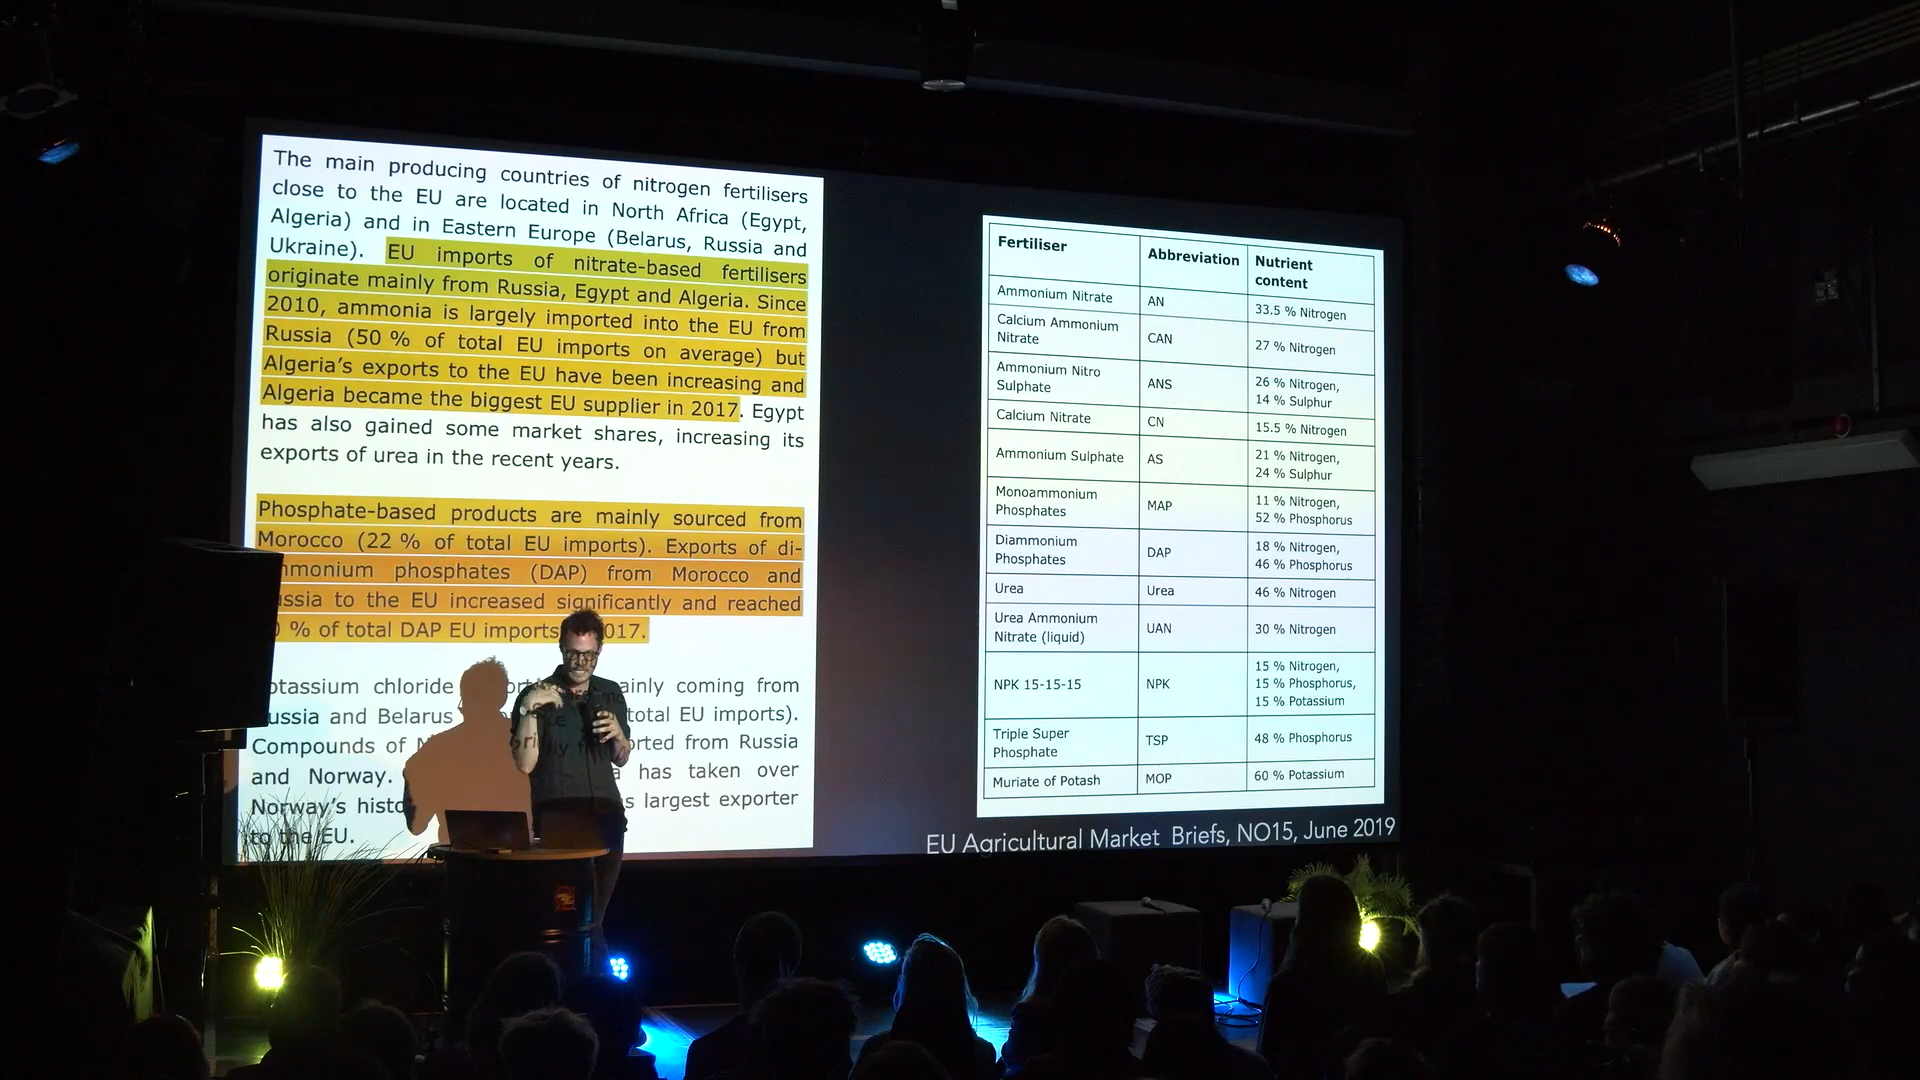 The main producing countries of nitrogen fertilisers
close to the EU are located in North Africa (Egypt,
Algeria) and in Eastern Europe (Belarus, Russia and
Ukraine). EU imports of nitrate-based fertilisers
originate mainly from Russia, Egypt and Algeria. Since
2010, ammonia is largely imported into the EU from
Russia (50 % of total EU imports on average) but
Algeria's exports to the EU have been increasing and
Algeria became the biggest EU supplier in 2017. Egypt
has also gained some market shares, increasing its
exports of urea in the recent years.
Phosphate-based products are mainly sourced from
Morocco (22 % of total EU imports). Exports of di-
mmonium phosphates (DAP) from Morocco and
ussia to the EU increased significantly and reached
0 % of total DAP EU imports 017.
otassium chloride ainly coming from
ussia and Belarus total EU imports).
Compounds of orted from Russia
and Norway. has taken over
Norway's histo s largest exporter
to the EU.
Fertiliser Abbreviation Nutrient
content
Ammonium Nitrate AN 33.5 % Nitrogen
Calcium Ammonium
Nitrate CAN 27 % Nitrogen
Ammonium Nitro
Sulphate ANS 26 % Nitrogen,
14 % Sulphur
Calcium Nitrate CN 15.5 % Nitrogen
Ammonium Sulphate AS 21 % Nitrogen,
24 % Sulphur
Monoammonium
Phosphates MAP 11 % Nitrogen,
52 % Phosphorus
Diammonium
Phosphates DAP 18 % Nitrogen,
46 % Phosphorus
Urea Urea 46 % Nitrogen
Urea Ammonium
Nitrate (liquid) UAN 30 % Nitrogen
NPK 15-15-15 NPK 15 % Nitrogen,
15 % Phosphorus,
15 % Potassium
Triple Super
Phosphate TSP 48 % Phosphorus
Muriate of Potash MOP 60 % Potassium
EU Agricultural Market Briefs, NO15, June 2019